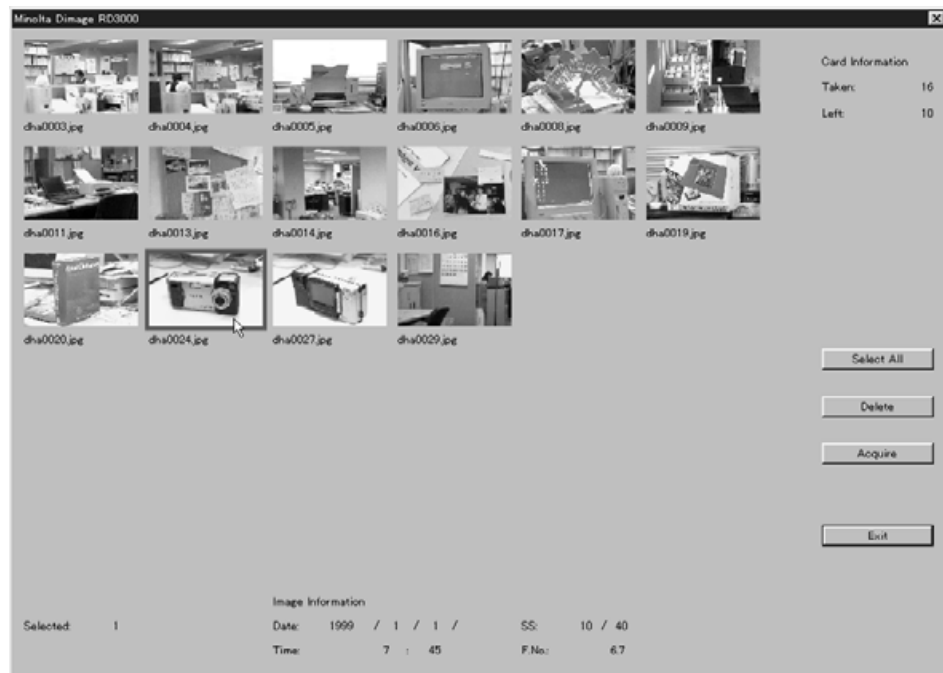 Minolta Dimage RD3000
Card Information
Taken: 16
Left: 10
dha0003.jpg dha0004.jpg dha0005.jpg dha0006.jpg dha0008.jpg dha0009.jpg
dha0011.jpg dha0013.jpg dha0014.jpg dha0016.jpg dha0017.jpg dha0019.jpg
dha0020.jpg dha0024.jpg dha0027.jpg dha0029.jpg
Select All
Delete
Acquire
Exit
Image Information
Selected: 1 Date: 1999 / 1 / 1 / SS: 10 / 40
Time: 7 : 45 F.No.: 6.7